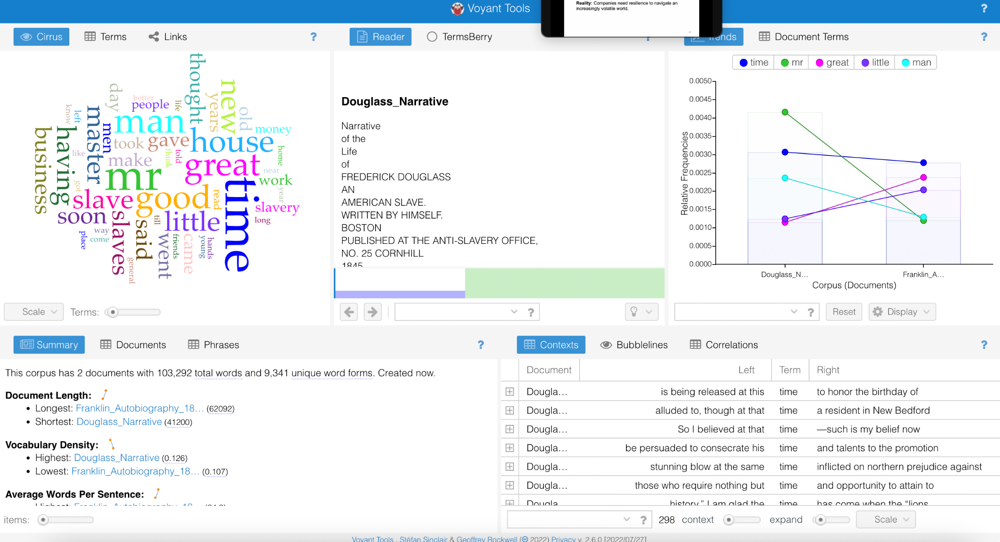 Voyant Tools
?
Reality: Companies need resilience to navigate an
increasingly volatile world.
Cirrus
Terms
Links
?
Reader
TermsBerry
?
Trends
Document Terms
?
thought
new
day
better
people
life
years
old
know
left
master
man
men
money
business
having
took
gave
house
like
think
told
home
make
great
near
mr
work
got
time
year
slave
good
read
slavery
soon
slaves
said
till
little
long
way
place
come
went
friends
came
young
hands
general
Scale
Terms:
Douglass_Narrative
Narrative
of the
Life
of
FREDERICK DOUGLASS
AN
AMERICAN SLAVE.
WRITTEN BY HIMSELF.
BOSTON
PUBLISHED AT THE ANTI-SLAVERY OFFICE,
NO. 25 CORNHILL
1845
?
time
mr
great
little
man
0.0050
0.0045
0.0040
0.0035
0.0030
0.0025
0.0020
0.0015
0.0010
0.0005
0.0000
Relative Frequencies
Douglass_N...
Franklin_A...
Corpus (Documents)
?
Reset
Display
Summary
Documents
Phrases
?
This corpus has 2 documents with 103,292 total words and 9,341 unique word forms. Created now.
Document Length:
• Longest: Franklin_Autobiography_18... (62092)
• Shortest: Douglass_Narrative (41200)
Vocabulary Density:
• Highest: Douglass_Narrative (0.126)
• Lowest: Franklin_Autobiography_18... (0.107)
Average Words Per Sentence:
Highest: Franklin_Autobiography_18...
items:
Contexts
Bubblelines
Correlations
?
Document Left Term Right
Dougla... is being released at this time to honor the birthday of
Dougla... alluded to, though at that time a resident in New Bedford
Dougla... So I believed at that time —such is my belief now
Dougla... be persuaded to consecrate his time and talents to the promotion
Dougla... stunning blow at the same time inflicted on northern prejudice against
Dougla... those who require nothing but time and opportunity to attain to
Dougla... history." I am glad the time has come when the "lions
? 298 context expand Scale
Voyant Tools , Stéfan Sinclair & Geoffrey Rockwell (© 2022) Privacy v. 2.6.0 [2022/07/27]